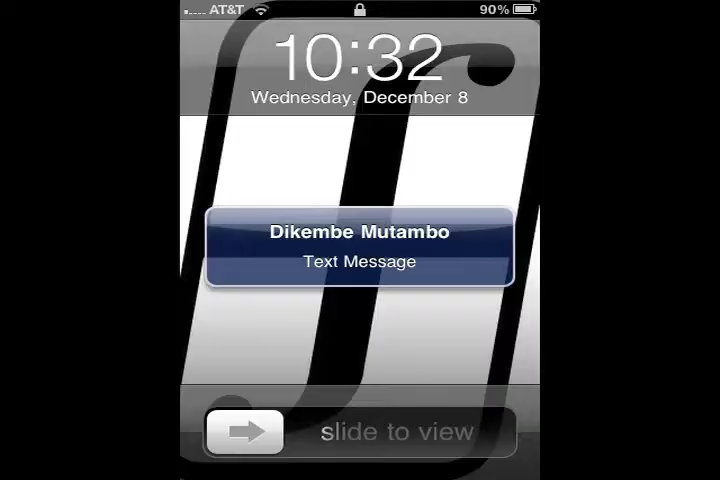 AT&T 90%
10:32
Wednesday, December 8
Dikembe Mutambo
Text Message
slide to view